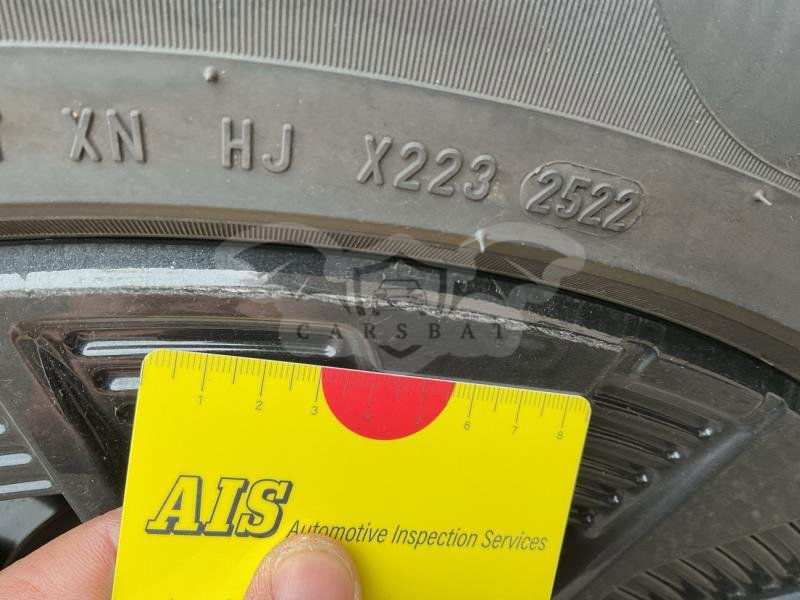 XN HJ X223 2522
CARSBAT
1 2 3 4 5 6 7 8
AIS Automotive Inspection Services